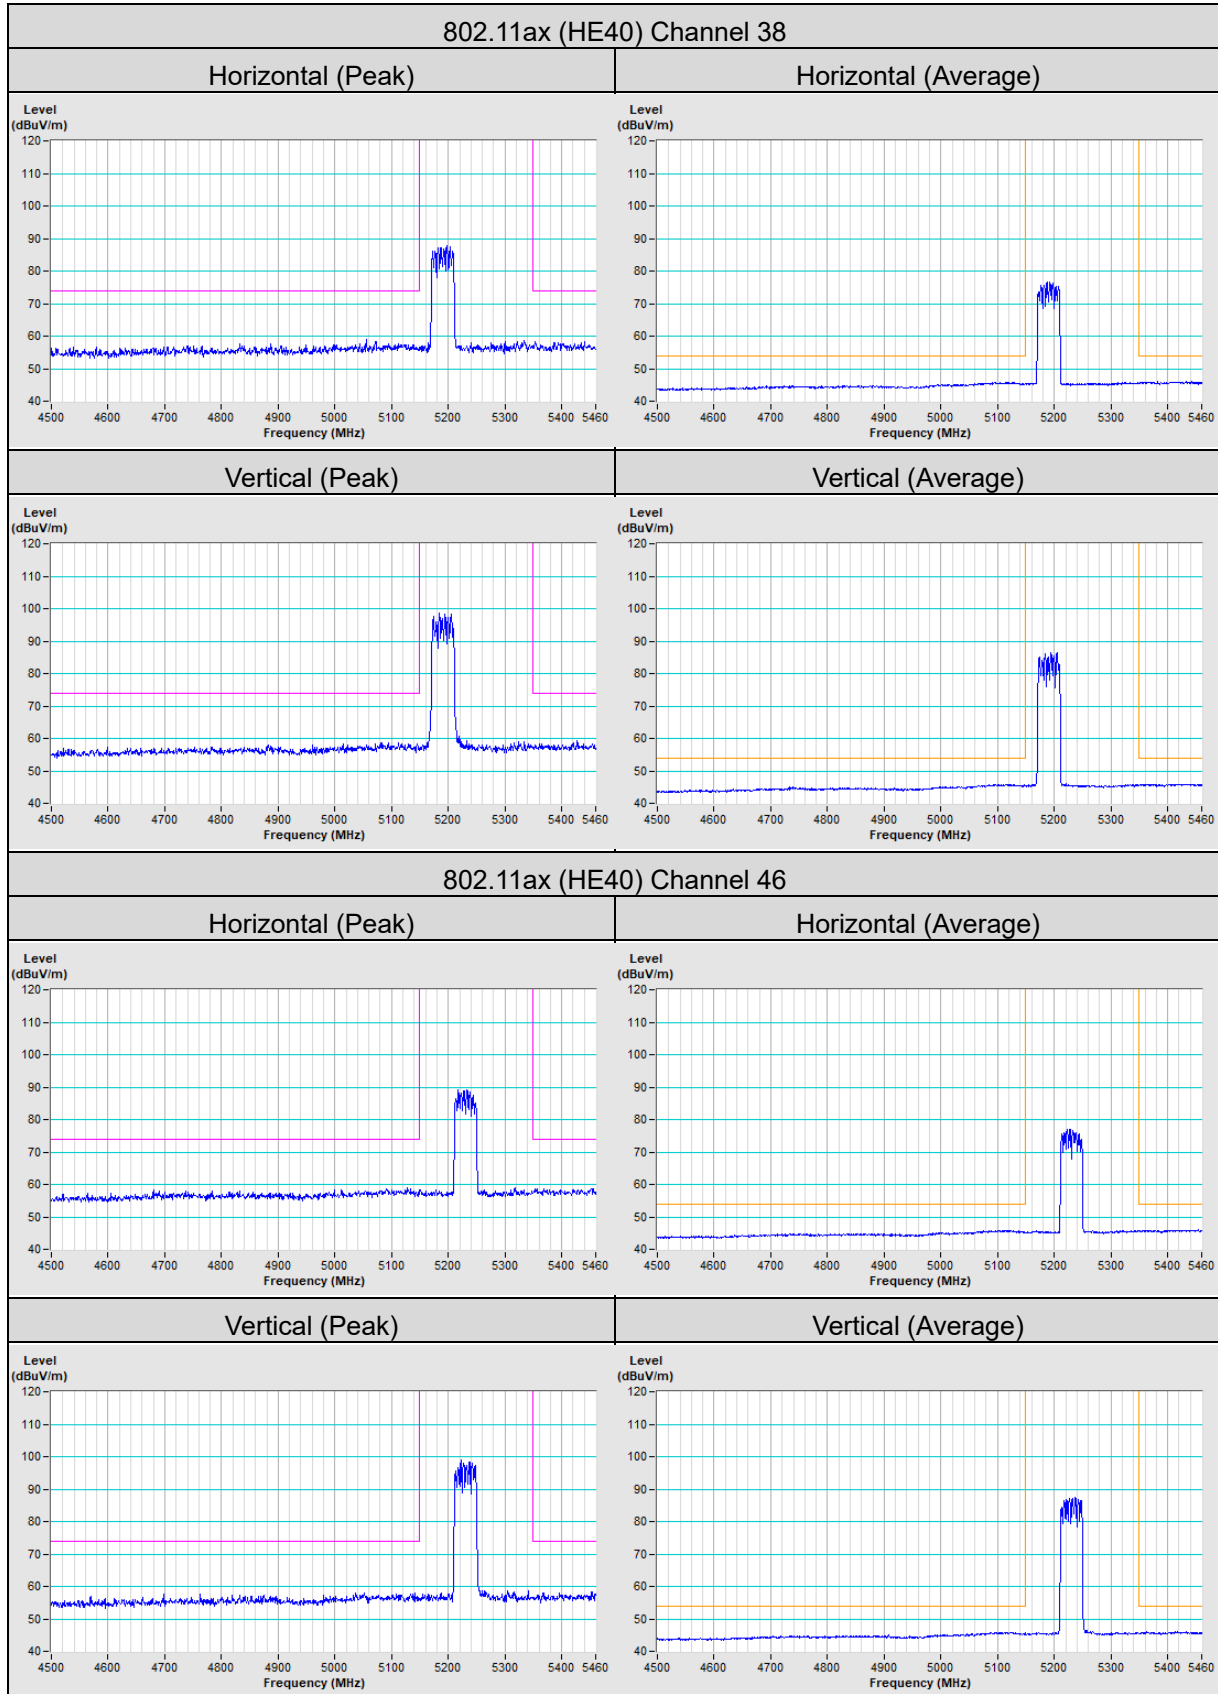 802.11ax (HE40) Channel 38
Horizontal (Peak) Horizontal (Average)
Level Level
(dBuV/m) (dBuV/m)
120 120
110 110
100 100
90 90
80 80
70 70
60 60
50 50
40 40
4500 4600 4700 4800 4900 5000 5100 5200 5300 5400 5460 4500 4600 4700 4800 4900 5000 5100 5200 5300 5400 5460
Frequency (MHz) Frequency (MHz)
Vertical (Peak) Vertical (Average)
Level Level
(dBuV/m) (dBuV/m)
120 120
110 110
100 100
90 90
80 80
70 70
60 60
50 50
40 40
4500 4600 4700 4800 4900 5000 5100 5200 5300 5400 5460 4500 4600 4700 4800 4900 5000 5100 5200 5300 5400 5460
Frequency (MHz) Frequency (MHz)
802.11ax (HE40) Channel 46
Horizontal (Peak) Horizontal (Average)
Level Level
(dBuV/m) (dBuV/m)
120 120
110 110
100 100
90 90
80 80
70 70
60 60
50 50
40 40
4500 4600 4700 4800 4900 5000 5100 5200 5300 5400 5460 4500 4600 4700 4800 4900 5000 5100 5200 5300 5400 5460
Frequency (MHz) Frequency (MHz)
Vertical (Peak) Vertical (Average)
Level Level
(dBuV/m) (dBuV/m)
120 120
110 110
100 100
90 90
80 80
70 70
60 60
50 50
40 40
4500 4600 4700 4800 4900 5000 5100 5200 5300 5400 5460 4500 4600 4700 4800 4900 5000 5100 5200 5300 5400 5460
Frequency (MHz) Frequency (MHz)